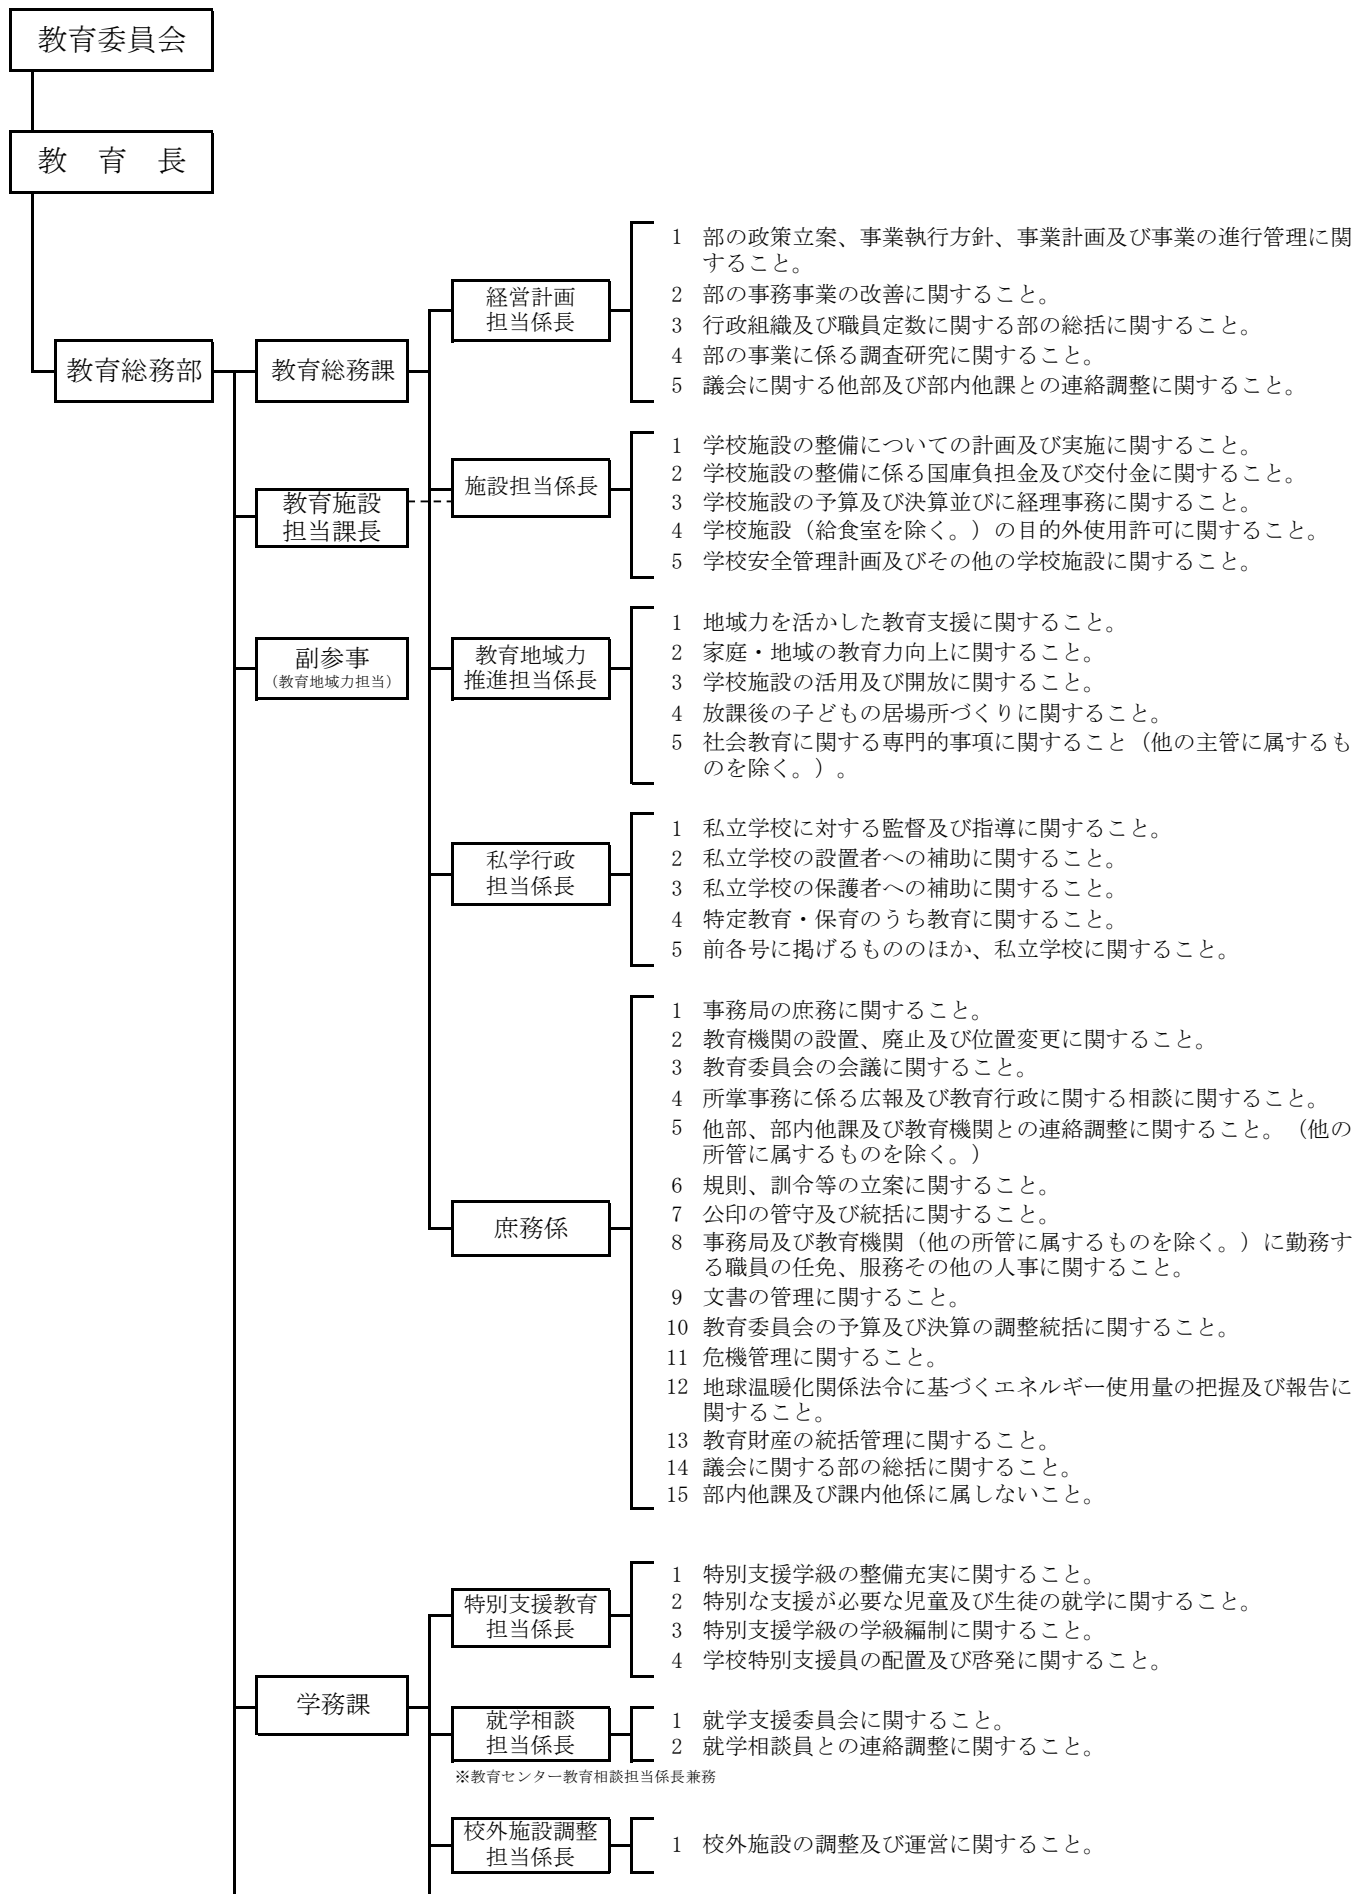 教育委員会
教　育　長
教育総務部
教育総務課
経営計画
担当係長
1 部の政策立案、事業執行方針、事業計画及び事業の進行管理に関
すること。
2 部の事務事業の改善に関すること。
3 行政組織及び職員定数に関する部の総括に関すること。
4 部の事業に係る調査研究に関すること。
5 議会に関する他部及び部内他課との連絡調整に関すること。
教育施設
担当課長
施設担当係長
1 学校施設の整備についての計画及び実施に関すること。
2 学校施設の整備に係る国庫負担金及び交付金に関すること。
3 学校施設の予算及び決算並びに経理事務に関すること。
4 学校施設（給食室を除く。）の目的外使用許可に関すること。
5 学校安全管理計画及びその他の学校施設に関すること。
副参事
（教育地域力担当）
教育地域力
推進担当係長
1 地域力を活かした教育支援に関すること。
2 家庭・地域の教育力向上に関すること。
3 学校施設の活用及び開放に関すること。
4 放課後の子どもの居場所づくりに関すること。
5 社会教育に関する専門的事項に関すること（他の主管に属するも
のを除く。）。
私学行政
担当係長
1 私立学校に対する監督及び指導に関すること。
2 私立学校の設置者への補助に関すること。
3 私立学校の保護者への補助に関すること。
4 特定教育・保育のうち教育に関すること。
5 前各号に掲げるもののほか、私立学校に関すること。
庶務係
1 事務局の庶務に関すること。
2 教育機関の設置、廃止及び位置変更に関すること。
3 教育委員会の会議に関すること。
4 所掌事務に係る広報及び教育行政に関する相談に関すること。
5 他部、部内他課及び教育機関との連絡調整に関すること。（他の
所管に属するものを除く。）
6 規則、訓令等の立案に関すること。
7 公印の管守及び統括に関すること。
8 事務局及び教育機関（他の所管に属するものを除く。）に勤務す
る職員の任免、服務その他の人事に関すること。
9 文書の管理に関すること。
10 教育委員会の予算及び決算の調整統括に関すること。
11 危機管理に関すること。
12 地球温暖化関係法令に基づくエネルギー使用量の把握及び報告に
関すること。
13 教育財産の統括管理に関すること。
14 議会に関する部の総括に関すること。
15 部内他課及び課内他係に属しないこと。
学務課
特別支援教育
担当係長
1 特別支援学級の整備充実に関すること。
2 特別な支援が必要な児童及び生徒の就学に関すること。
3 特別支援学級の学級編制に関すること。
4 学校特別支援員の配置及び啓発に関すること。
就学相談
担当係長
1 就学支援委員会に関すること。
2 就学相談員との連絡調整に関すること。
※教育センター教育相談担当係長兼務
校外施設調整
担当係長
1 校外施設の調整及び運営に関すること。